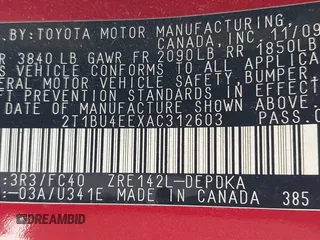 . BY: TOYOTA MOTOR MANUFACTURING,
CANADA, INC. 11/09
R 3840 LB GAWR FR 2090LB RR 1850LB
S VEHICLE CONFORMS TO ALL
ERAL MOTOR VEHICLE SAFETY, BUMPER,
FT PREVENTION STANDARDS IN EFFECT
DATE OF MANUFACTURE SHOWN ABOVE.
2T1BU4EEXAC312603 PASS.C
:3R3/FC40 ZRE142L-DEPDKA
:-03A/U341E MADE IN CANADA 385
DREAMBID